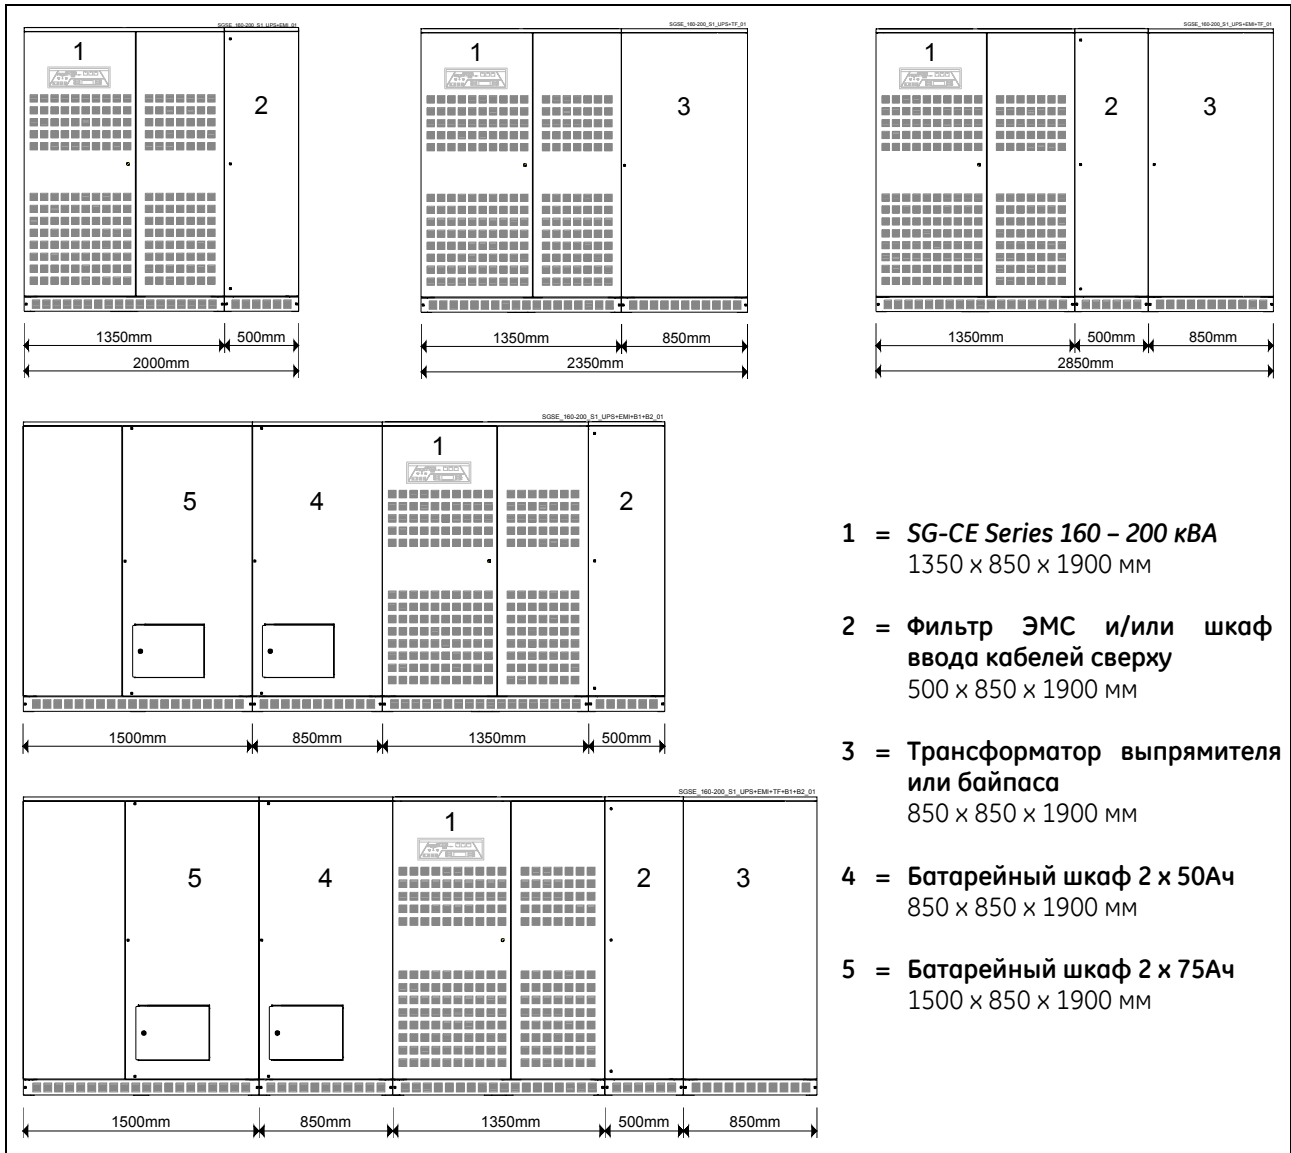 SGSE_160-200_S1_UPS+EMI_01
1
2
1350mm 500mm
2000mm
SGSE_160-200_S1_UPS+TF_01
1
3
1350mm 850mm
2350mm
SGSE_160-200_S1_UPS+EMI+TF_01
1
2 3
1350mm 500mm 850mm
2850mm
SGSE_160-200_S1_UPS+EMI+B1+B2_01
1
5 4 2
1500mm 850mm 1350mm 500mm
SGSE_160-200_S1_UPS+EMI+TF+B1+B2_01
1
5 4 2 3
1500mm 850mm 1350mm 500mm 850mm
1 = SG-CE Series 160 – 200 кВА
1350 x 850 x 1900 мм
2 = Фильтр ЭМС и/или шкаф
ввода кабелей сверху
500 x 850 x 1900 мм
3 = Трансформатор выпрямителя
или байпаса
850 x 850 x 1900 мм
4 = Батарейный шкаф 2 x 50Ач
850 x 850 x 1900 мм
5 = Батарейный шкаф 2 x 75Ач
1500 x 850 x 1900 мм